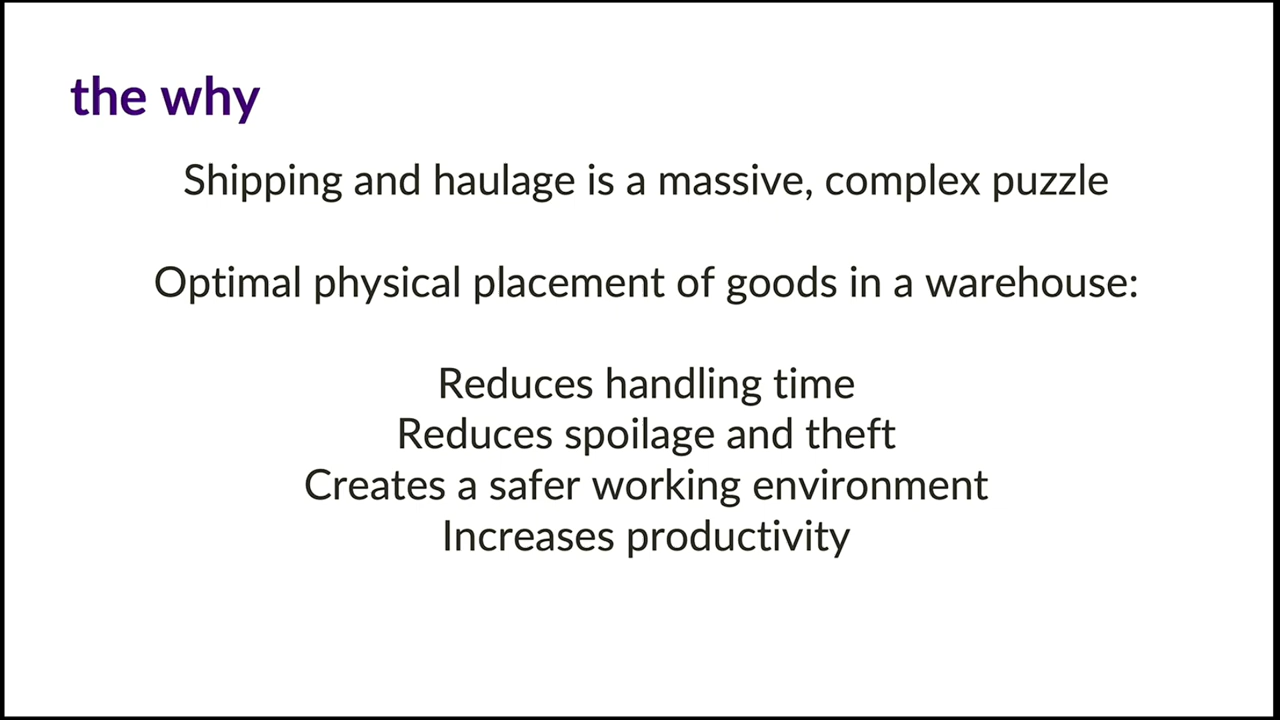 the why
Shipping and haulage is a massive, complex puzzle
Optimal physical placement of goods in a warehouse:
Reduces handling time
Reduces spoilage and theft
Creates a safer working environment
Increases productivity